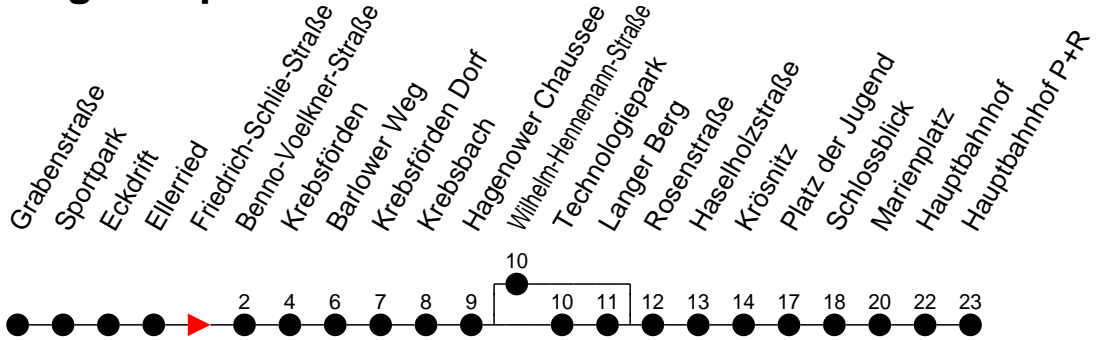 Grabenstraße
Sportpark
Eckdrift
Ellerried
Friedrich-Schlie-Straße
Benno-Voelkner-Straße
Krebsförden
Barlower Weg
Krebsförden Dorf
Krebsbach
Hagenower Chaussee
Wilhelm-Hennemann-Straße
Technologiepark
Langer Berg
Rosenstraße
Haselholzstraße
Krösnitz
Platz der Jugend
Schlossblick
Marienplatz
Hauptbahnhof
Hauptbahnhof P+R
10
2 4 6 7 8 9 10 11 12 13 14 17 18 20 22 23